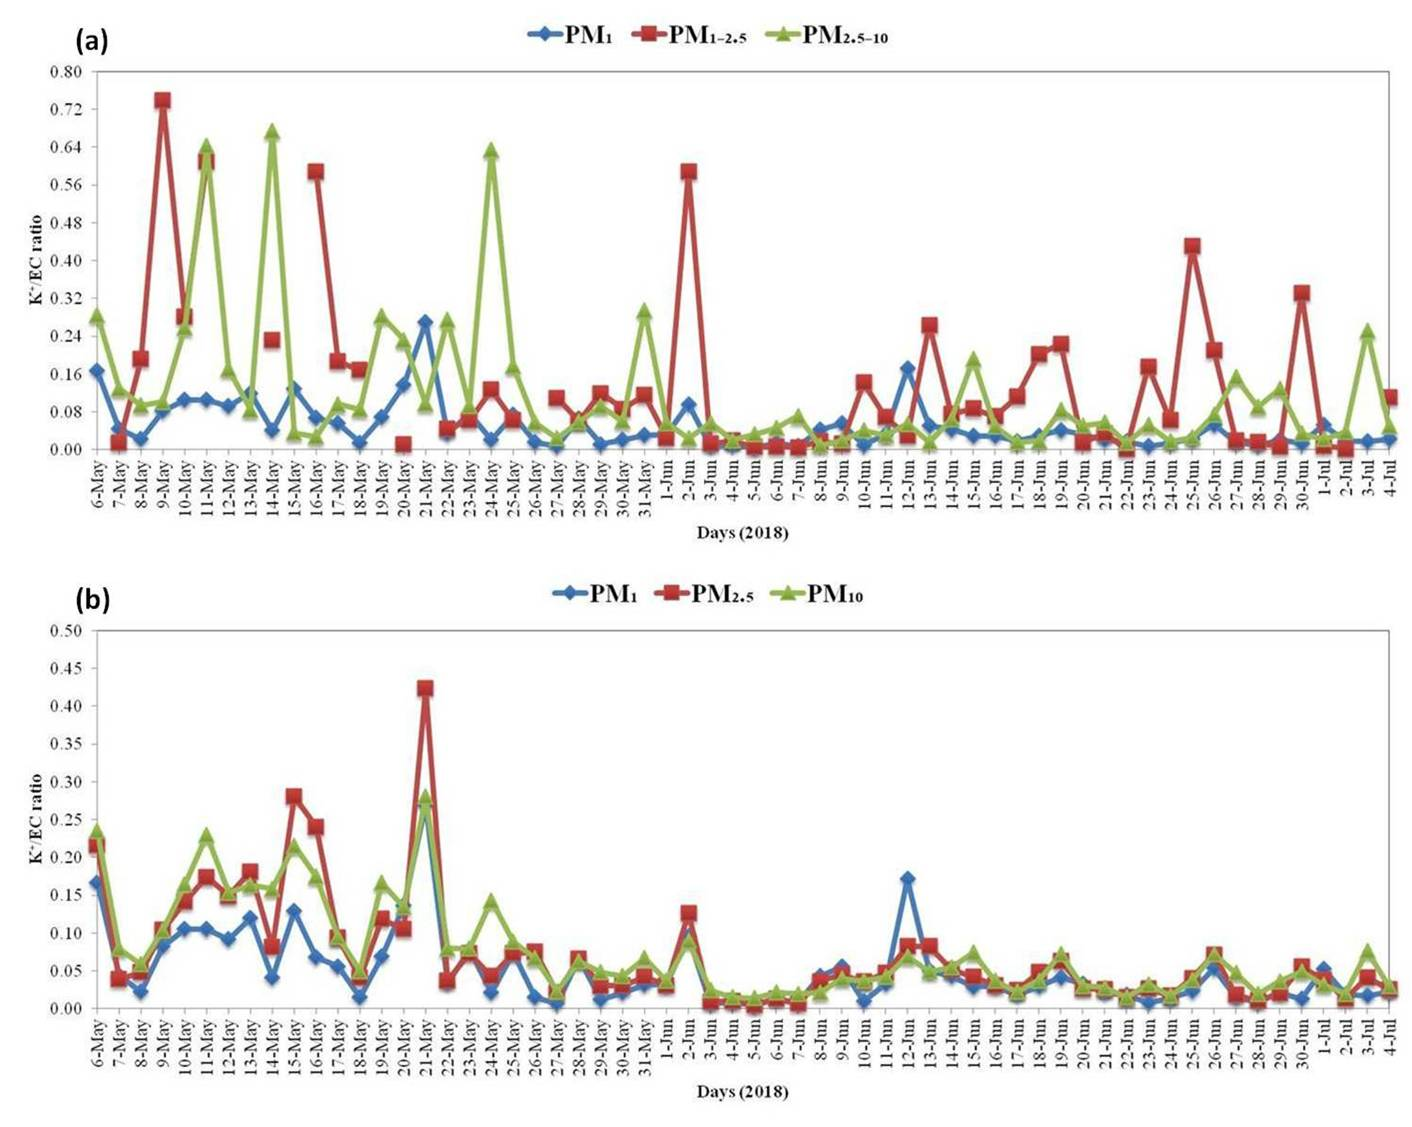 (a)
PM1 PM1–2.5 PM2.5–10
0.80
0.72
0.64
0.56
0.48
0.40
0.32
0.24
0.16
0.08
0.00
K+/EC ratio
6-May 7-May 8-May 9-May 10-May 11-May 12-May 13-May 14-May 15-May 16-May 17-May 18-May 19-May 20-May 21-May 22-May 23-May 24-May 25-May 26-May 27-May 28-May 29-May 30-May 31-May 1-Jun 2-Jun 3-Jun 4-Jun 5-Jun 6-Jun 7-Jun 8-Jun 9-Jun 10-Jun 11-Jun 12-Jun 13-Jun 14-Jun 15-Jun 16-Jun 17-Jun 18-Jun 19-Jun 20-Jun 21-Jun 22-Jun 23-Jun 24-Jun 25-Jun 26-Jun 27-Jun 28-Jun 29-Jun 30-Jun 1-Jul 2-Jul 3-Jul 4-Jul
Days (2018)
(b)
PM1 PM2.5 PM10
0.50
0.45
0.40
0.35
0.30
0.25
0.20
0.15
0.10
0.05
0.00
K+/EC ratio
6-May 7-May 8-May 9-May 10-May 11-May 12-May 13-May 14-May 15-May 16-May 17-May 18-May 19-May 20-May 21-May 22-May 23-May 24-May 25-May 26-May 27-May 28-May 29-May 30-May 31-May 1-Jun 2-Jun 3-Jun 4-Jun 5-Jun 6-Jun 7-Jun 8-Jun 9-Jun 10-Jun 11-Jun 12-Jun 13-Jun 14-Jun 15-Jun 16-Jun 17-Jun 18-Jun 19-Jun 20-Jun 21-Jun 22-Jun 23-Jun 24-Jun 25-Jun 26-Jun 27-Jun 28-Jun 29-Jun 30-Jun 1-Jul 2-Jul 3-Jul 4-Jul
Days (2018)